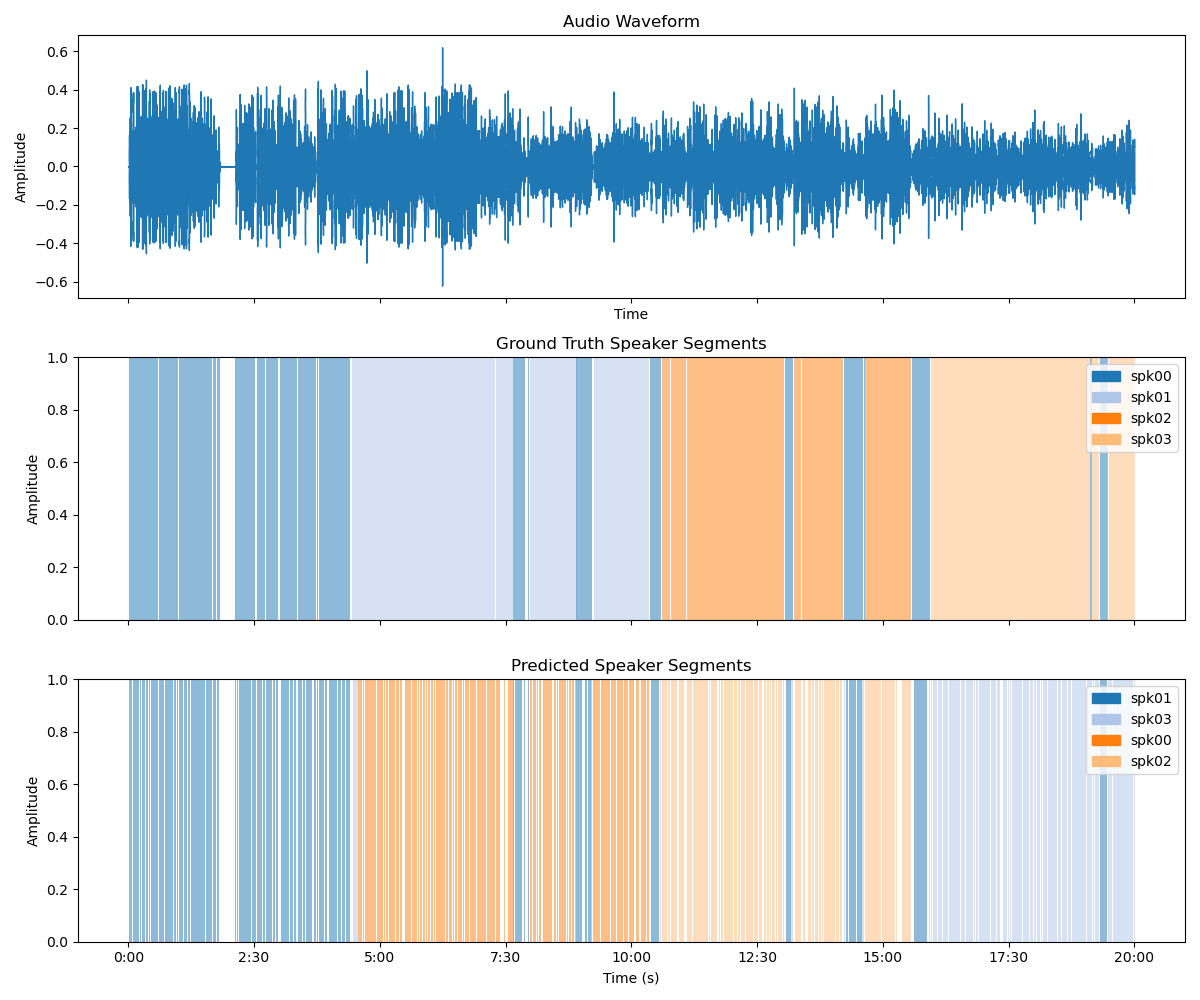 Audio Waveform
0.6
0.4
0.2
0.0
−0.2
−0.4
−0.6
Amplitude
Time
Ground Truth Speaker Segments
1.0
0.8
0.6
0.4
0.2
0.0
Amplitude
spk00
spk01
spk02
spk03
Predicted Speaker Segments
1.0
0.8
0.6
0.4
0.2
0.0
Amplitude
spk01
spk03
spk00
spk02
0:00 2:30 5:00 7:30 10:00 12:30 15:00 17:30 20:00
Time (s)